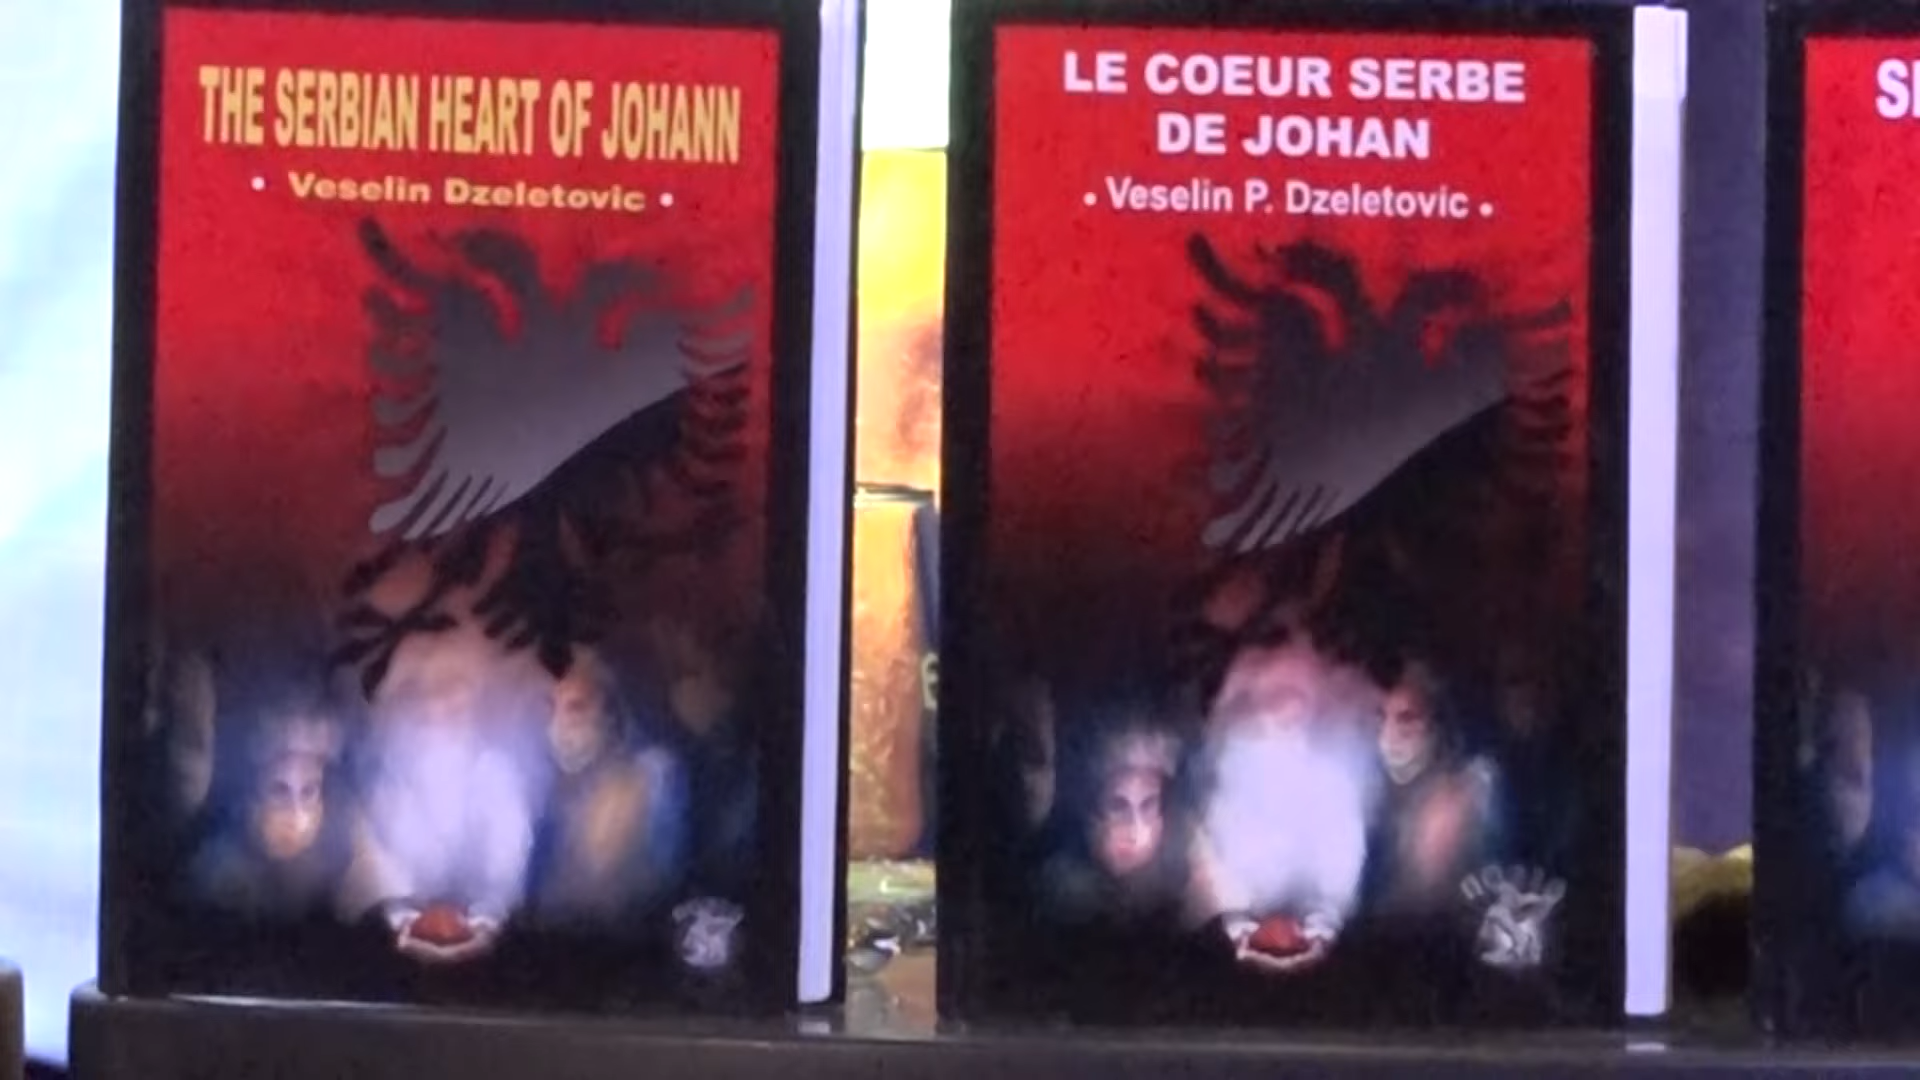 THE SERBIAN HEART OF JOHANN
• Veselin Dzeletovic •
LE COEUR SERBE
DE JOHAN
• Veselin P. Dzeletovic •